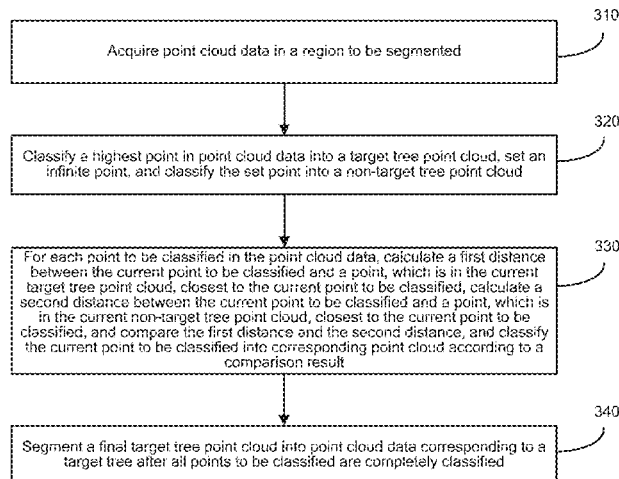 310
Acquire point cloud data in a region to be segmented
320
Classify a highest point in point cloud data into a target tree point cloud, set an
infinite point, and classify the set point into a non-target tree point cloud
330
For each point to be classified in the point cloud data, calculate a first distance
between the current point to be classified and a point, which is in the current
target tree point cloud, closest to the current point to be classified, calculate a
second distance between the current point to be classified and a point, which is
in the current non-target tree point cloud, closest to the current point to be
classified, and compare the first distance and the second distance, and classify
the current point to be classified into corresponding point cloud according to a
comparison result
340
Segment a final target tree point cloud into point cloud data corresponding to a
target tree after all points to be classified are completely classified